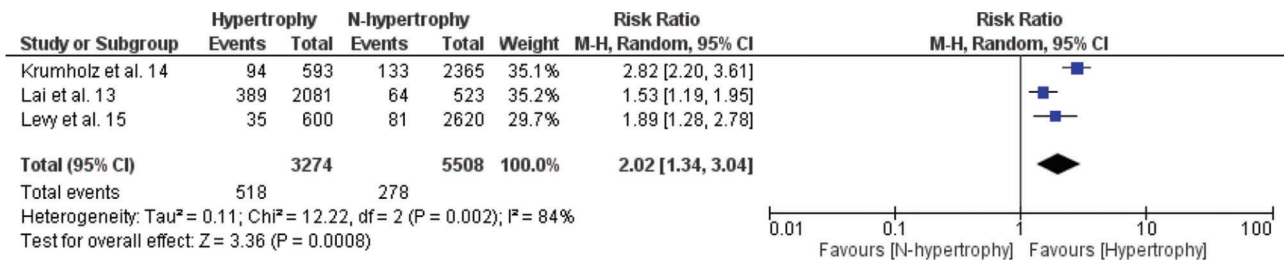 Hypertrophy N-hypertrophy Risk Ratio Risk Ratio
Study or Subgroup Events Total Events Total Weight M-H, Random, 95% CI M-H, Random, 95% CI
Krumholz et al. 14 94 593 133 2365 35.1% 2.82 [2.20, 3.61]
Lai et al. 13 389 2081 64 523 35.2% 1.53 [1.19, 1.95]
Levy et al. 15 35 600 81 2620 29.7% 1.89 [1.28, 2.78]
Total (95% CI) 3274 5508 100.0% 2.02 [1.34, 3.04]
Total events 518 278
Heterogeneity: Tau² = 0.11; Chi² = 12.22, df = 2 (P = 0.002); I² = 84%
Test for overall effect: Z = 3.36 (P = 0.0008)
0.01 0.1 1 10 100
Favours [N-hypertrophy] Favours [Hypertrophy]